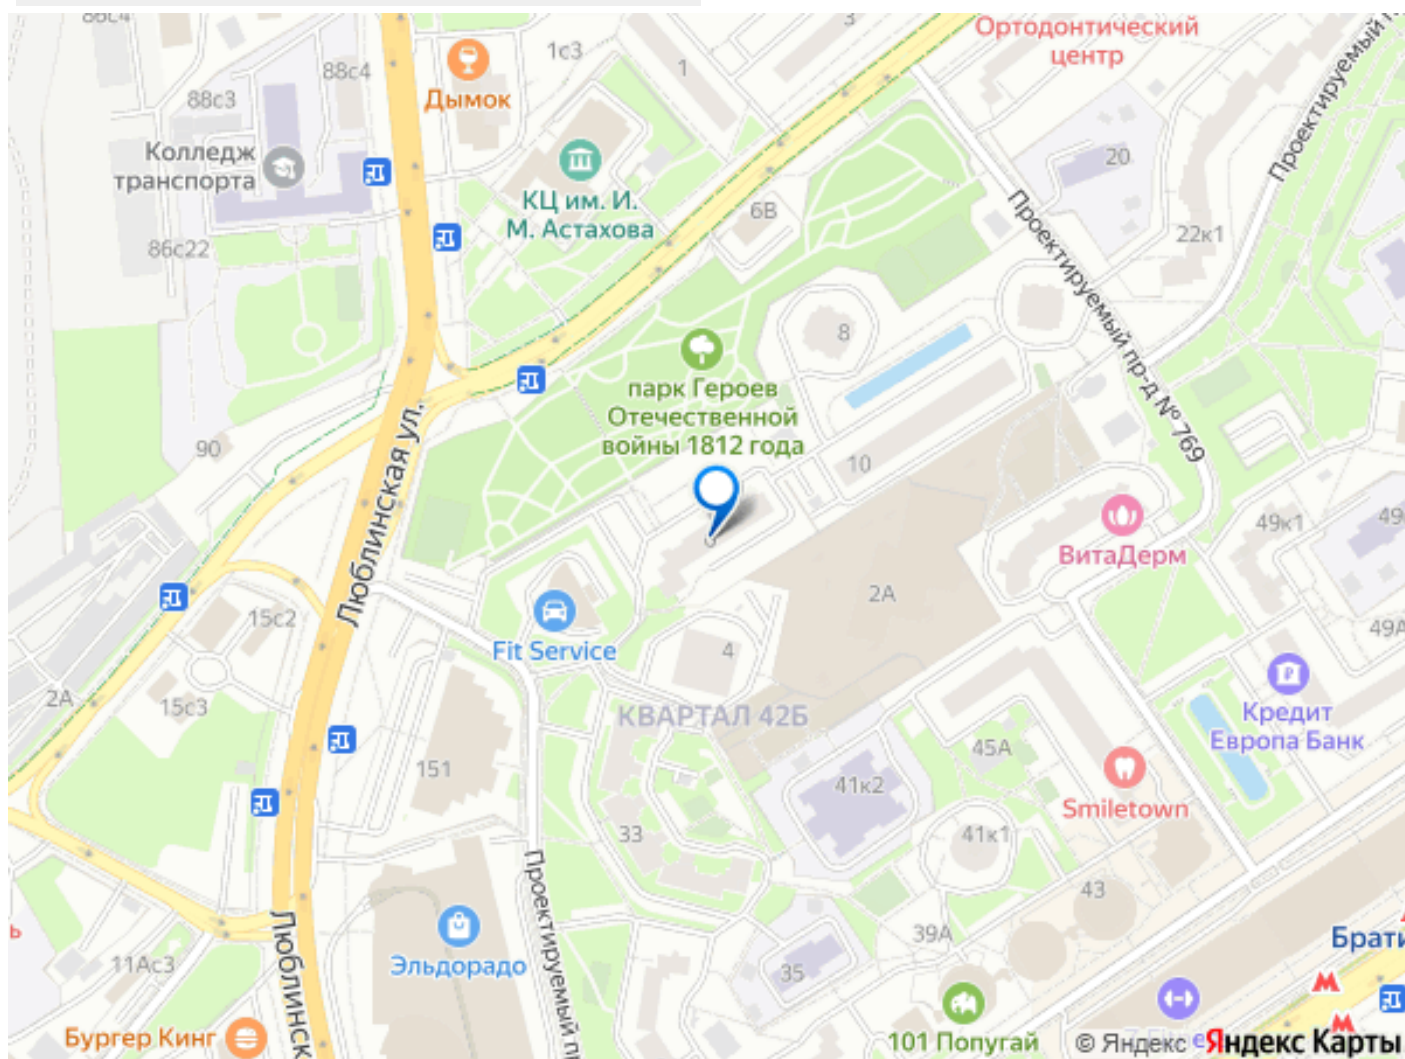 Ортодонтический
центр
3
1с3
1
88с4
88с3
Дымок
Колледж
транспорта
КЦ им. И.
М. Астахова
6В
20
Проектируемый
22к1
86с22
Проектируемый пр-д № 769
8
парк Героев
Отечественной
войны 1812 года
90
Люблинская ул.
10
ВитаДерм
49к1
49
2А
15с2
Fit Service
4
49А
2А
15с3
КВАРТАЛ 42Б
Кредит
Европа Банк
45А
151
41к2
Smiletown
33
41к1
Проектируемый п
43
Люблинск
39А
Брати
ь
11Ас3
Эльдорадо
35
Бургер Кинг
101 Попугай
© Яндекс
Яндекс Карты